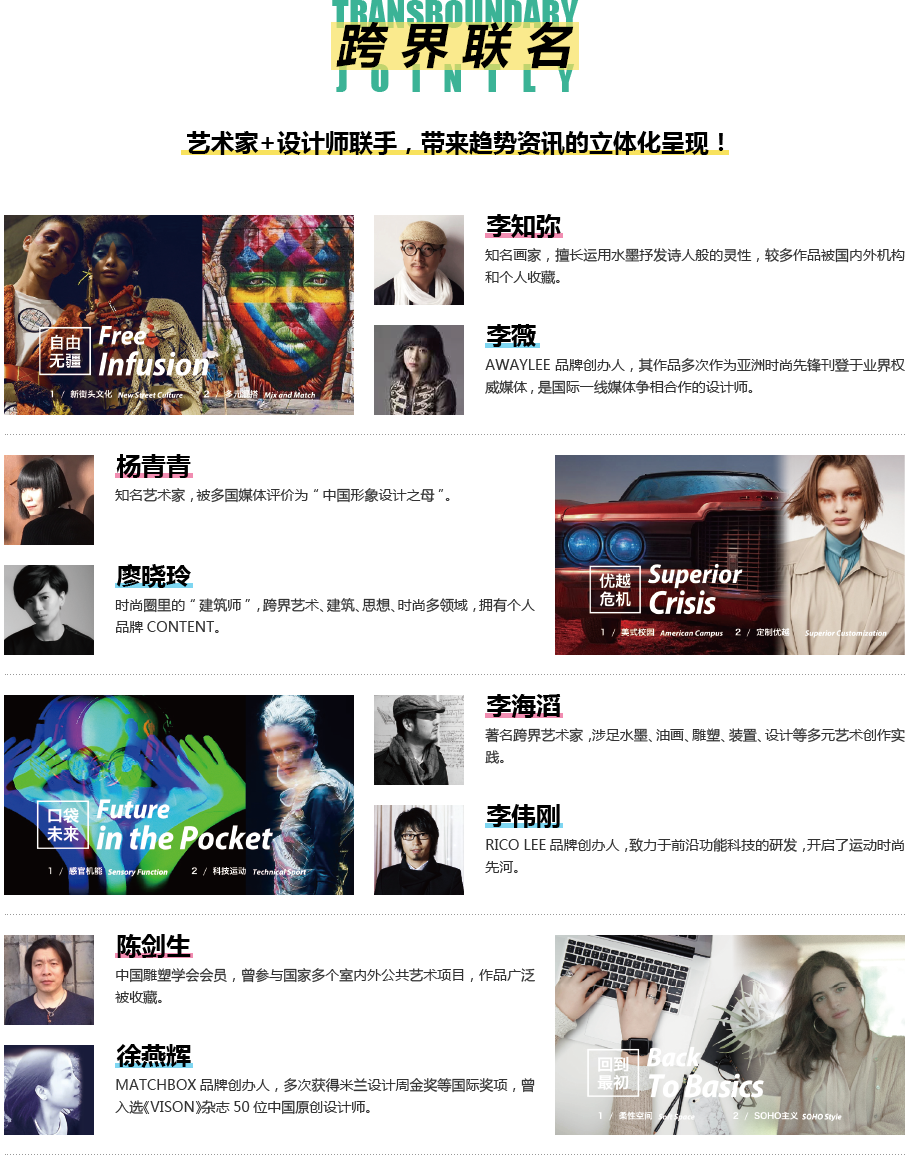 TRANSBOUNDARY
跨界联名
JOINTLY
艺术家+设计师联手，带来趋势资讯的立体化呈现！
自由
无疆
Free
Infusion
1 / 新街头文化 New Street Culture 2 / 多元混搭 Mix and Match
李知弥
知名画家，擅长运用水墨抒发诗人般的灵性，较多作品被国内外机构
和个人收藏。
李薇
AWAYLEE 品牌创办人，其作品多次作为亚洲时尚先锋刊登于业界权
威媒体，是国际一线媒体争相合作的设计师。
杨青青
知名艺术家，被多国媒体评价为“中国形象设计之母”。
廖晓玲
时尚圈里的“建筑师”，跨界艺术、建筑、思想、时尚多领域，拥有个人
品牌 CONTENT。
优越
危机
Superior
Crisis
1 / 美式校园 American Campus 2 / 定制优越 Superior Customization
口袋
未来
Future
in the Pocket
1 / 感官机能 Sensory Function 2 / 科技运动 Technical Sport
李海滔
著名跨界艺术家，涉足水墨、油画、雕塑、装置、设计等多元艺术创作实
践。
李伟刚
RICO LEE 品牌创办人，致力于前沿功能科技的研发，开启了运动时尚
先河。
陈剑生
中国雕塑学会会员，曾参与国家多个室内外公共艺术项目，作品广泛
被收藏。
徐燕辉
MATCHBOX 品牌创办人，多次获得米兰设计周金奖等国际奖项，曾
入选《VISON》杂志 50 位中国原创设计师。
回到
最初
Back
To Basics
1 / 柔性空间 Soft Space 2 / SOHO主义 SOHO Style